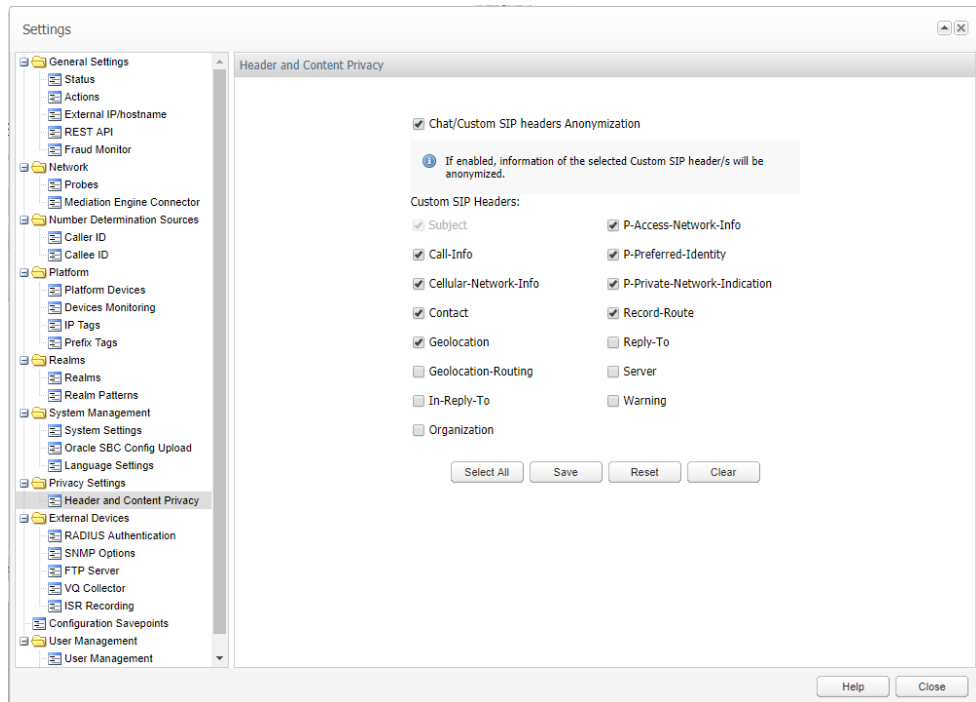 Settings
General Settings
Status
Actions
External IP/hostname
REST API
Fraud Monitor
Network
Probes
Mediation Engine Connector
Number Determination Sources
Caller ID
Callee ID
Platform
Platform Devices
Devices Monitoring
IP Tags
Prefix Tags
Realms
Realms
Realm Patterns
System Management
System Settings
Oracle SBC Config Upload
Language Settings
Privacy Settings
Header and Content Privacy
External Devices
RADIUS Authentication
SNMP Options
FTP Server
VQ Collector
ISR Recording
Configuration Savepoints
User Management
User Management
Header and Content Privacy
Chat/Custom SIP headers Anonymization
If enabled, information of the selected Custom SIP header/s will be
anonymized.
Custom SIP Headers:
Subject
P-Access-Network-Info
Call-Info
P-Preferred-Identity
Cellular-Network-Info
P-Private-Network-Indication
Contact
Record-Route
Geolocation
Reply-To
Geolocation-Routing
Server
In-Reply-To
Warning
Organization
Select All
Save
Reset
Clear
Help
Close